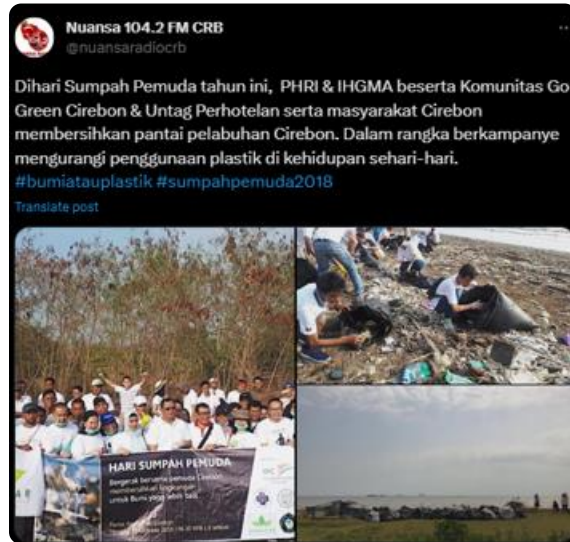 Nuansa 104.2 FM CRB
@nuansaradiocrb
Dihari Sumpah Pemuda tahun ini, PHRI & IHGMA beserta Komunitas Go
Green Cirebon & Untag Perhotelan serta masyarakat Cirebon
membersihkan pantai pelabuhan Cirebon. Dalam rangka berkampanye
mengurangi penggunaan plastik di kehidupan sehari-hari.
#bumiatauplastik #sumpahpemuda2018
Translate post
HARI SUMPAH PEMUDA
Bergerak bersama pemuda Cirebon
membersihkan lingkungan
untuk Bumi yang lebih baik.